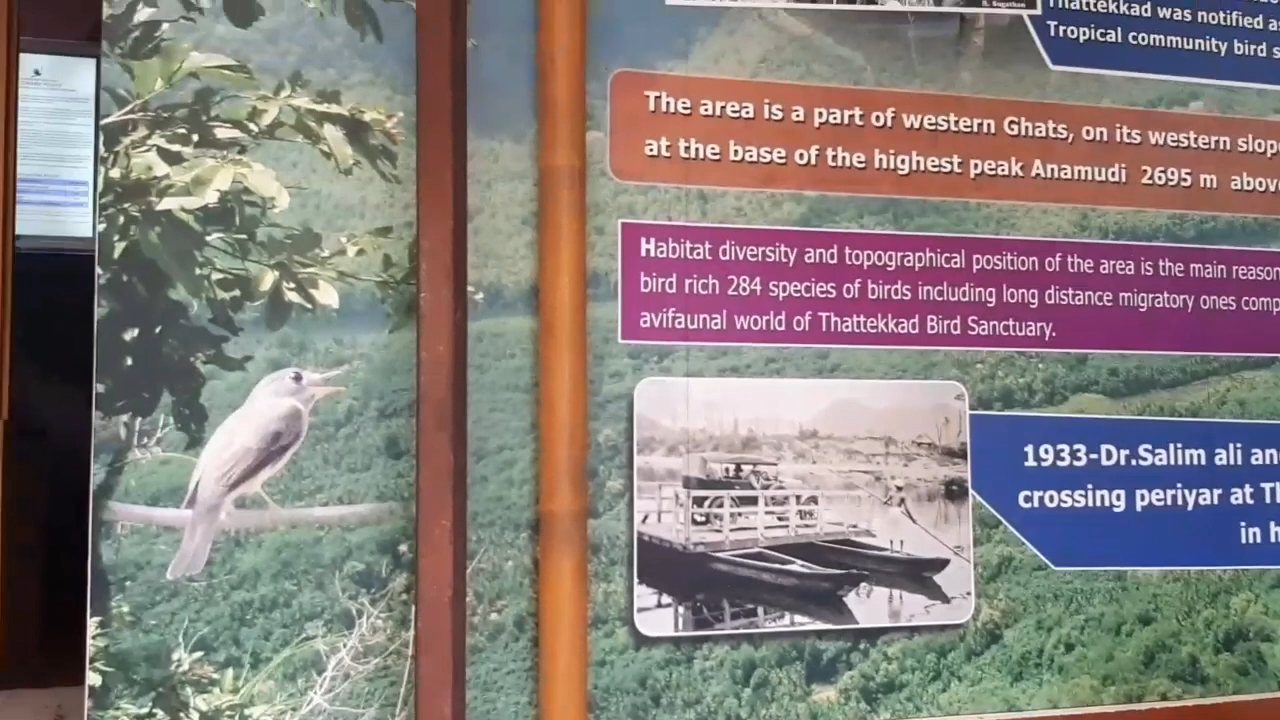 R. Sugathan
Thattekkad was notified as
Tropical community bird s
The area is a part of western Ghats, on its western slope
at the base of the highest peak Anamudi 2695 m above
Habitat diversity and topographical position of the area is the main reason
bird rich 284 species of birds including long distance migratory ones comp
avifaunal world of Thattekkad Bird Sanctuary.
1933-Dr.Salim ali an
crossing periyar at Th
in h